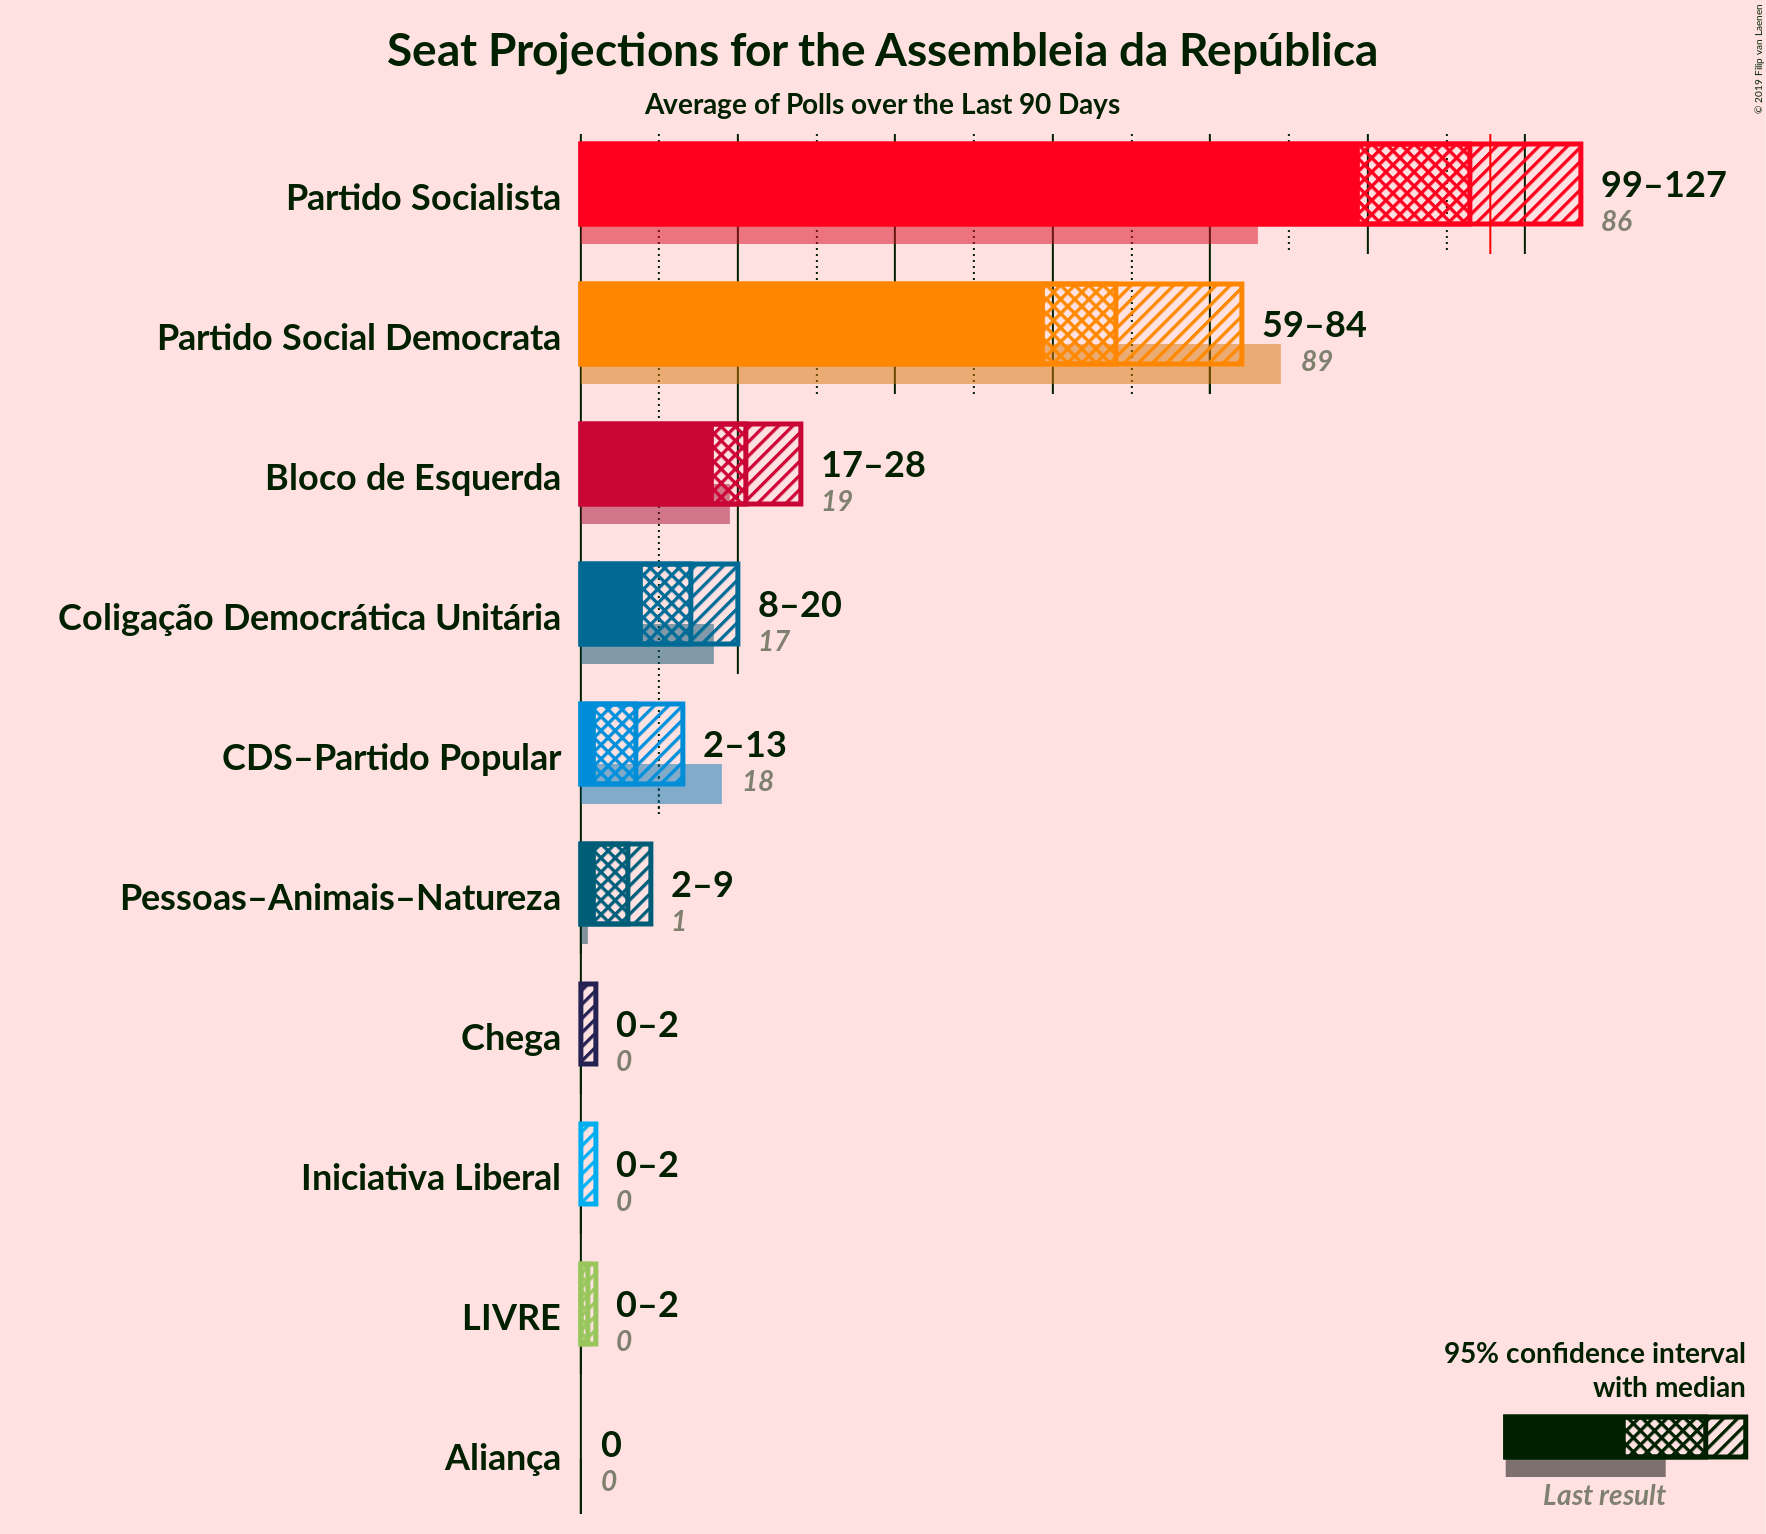 Seat Projections for the Assembleia da República
Average of Polls over the Last 90 Days
© 2019 Filip van Laenen
Partido Socialista
99–127
86
Partido Social Democrata
59–84
89
Bloco de Esquerda
17–28
19
Coligação Democrática Unitária
8–20
17
CDS–Partido Popular
2–13
18
Pessoas–Animais–Natureza
2–9
1
Chega
0–2
0
Iniciativa Liberal
0–2
0
LIVRE
0–2
0
Aliança
0
0
95% confidence interval
with median
Last result